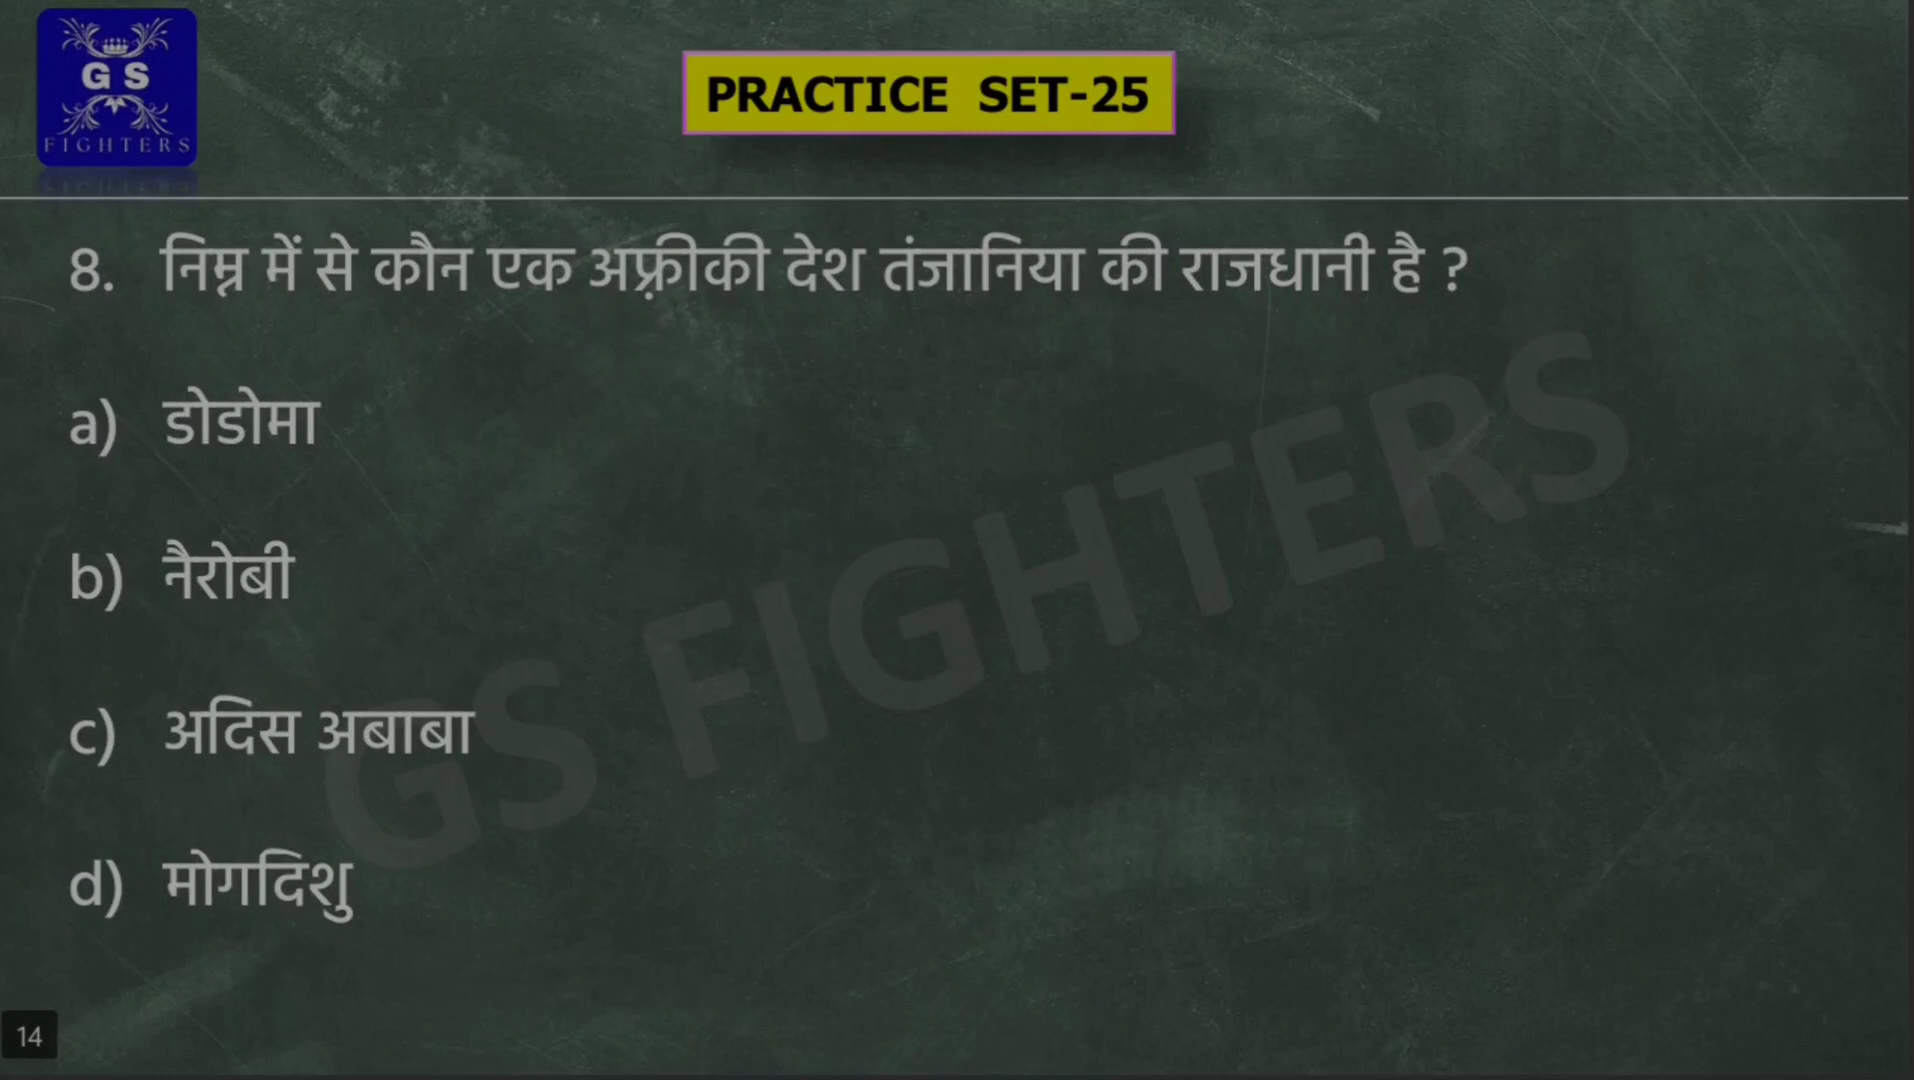 G S
FIGHTERS
PRACTICE SET-25
8. निम्न में से कौन एक अफ़्रीकी देश तंजानिया की राजधानी है ?
a) डोडोमा
b) नैरोबी
c) अदिस अबाबा
d) मोगदिशु
GS FIGHTERS
14